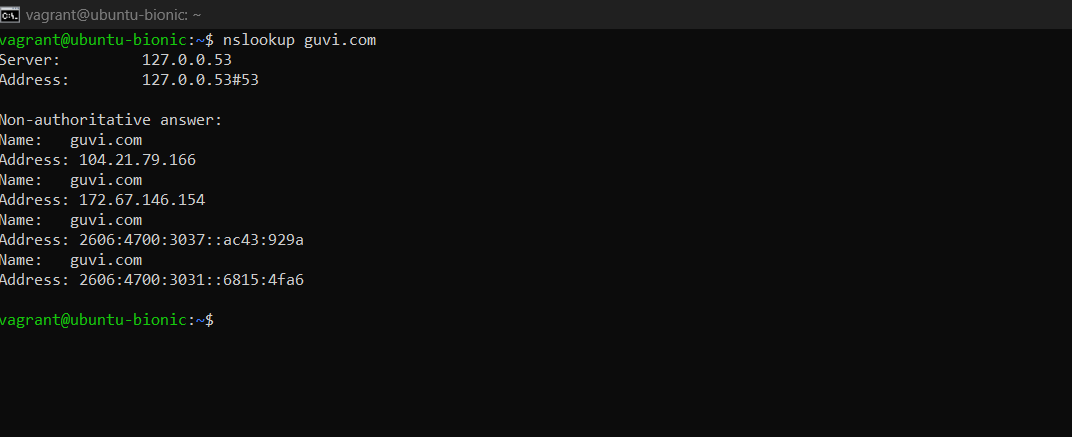 vagrant@ubuntu-bionic: ~
vagrant@ubuntu-bionic:~$ nslookup guvi.com
Server:         127.0.0.53
Address:        127.0.0.53#53

Non-authoritative answer:
Name:   guvi.com
Address: 104.21.79.166
Name:   guvi.com
Address: 172.67.146.154
Name:   guvi.com
Address: 2606:4700:3037::ac43:929a
Name:   guvi.com
Address: 2606:4700:3031::6815:4fa6

vagrant@ubuntu-bionic:~$